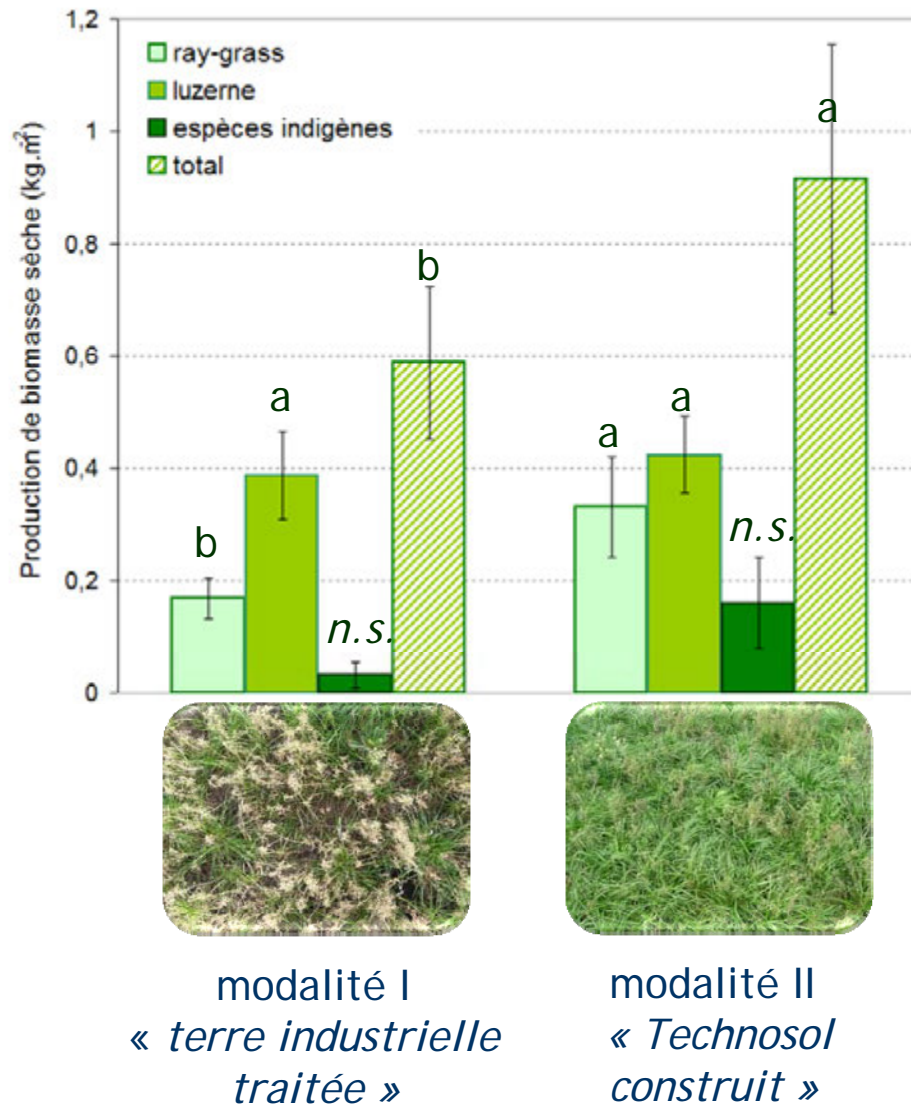 Production de biomasse sèche (kg.m²)
1,2
1
0,8
0,6
0,4
0,2
0
ray-grass
luzerne
espèces indigènes
total
b
a
n.s.
b
a
a
n.s.
a
modalité I
« terre industrielle
traitée »
modalité II
« Technosol
construit »